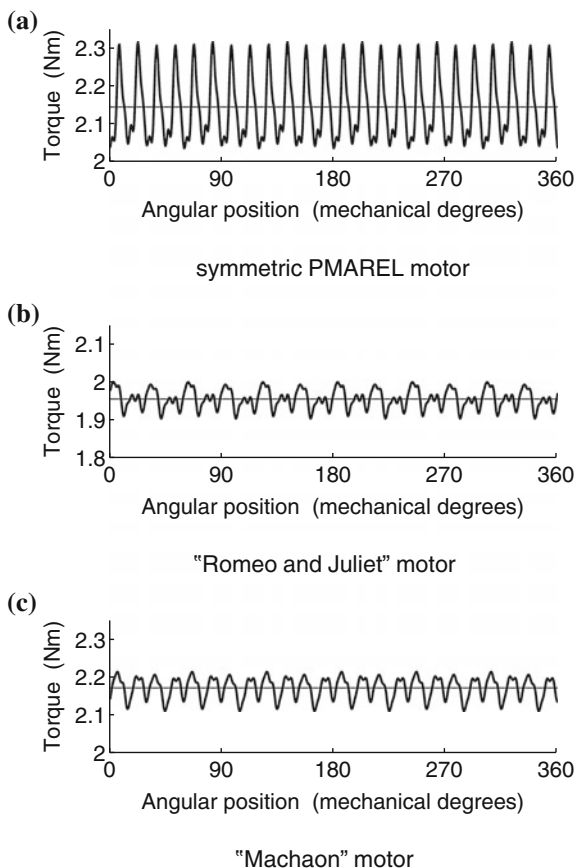 (a)
Torque (Nm)
2.3
2.2
2.1
2
0 90 180 270 360
Angular position (mechanical degrees)
symmetric PMAREL motor
(b)
Torque (Nm)
2.1
2
1.9
1.8
0 90 180 270 360
Angular position (mechanical degrees)
"Romeo and Juliet" motor
(c)
Torque (Nm)
2.3
2.2
2.1
2
0 90 180 270 360
Angular position (mechanical degrees)
"Machaon" motor